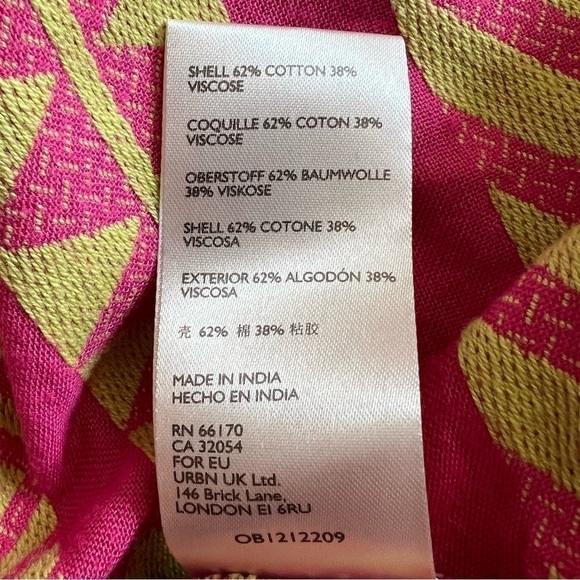 SHELL 62% COTTON 38%
VISCOSE
COQUILLE 62% COTON 38%
VISCOSE
OBERSTOFF 62% BAUMWOLLE
38% VISKOSE
SHELL 62% COTONE 38%
VISCOSA
EXTERIOR 62% ALGODÓN 38%
VISCOSA
壳 62% 棉 38% 粘胶
MADE IN INDIA
HECHO EN INDIA
RN 66170
CA 32054
FOR EU
URBN UK Ltd.
146 Brick Lane,
LONDON E1 6RU
OB1212209